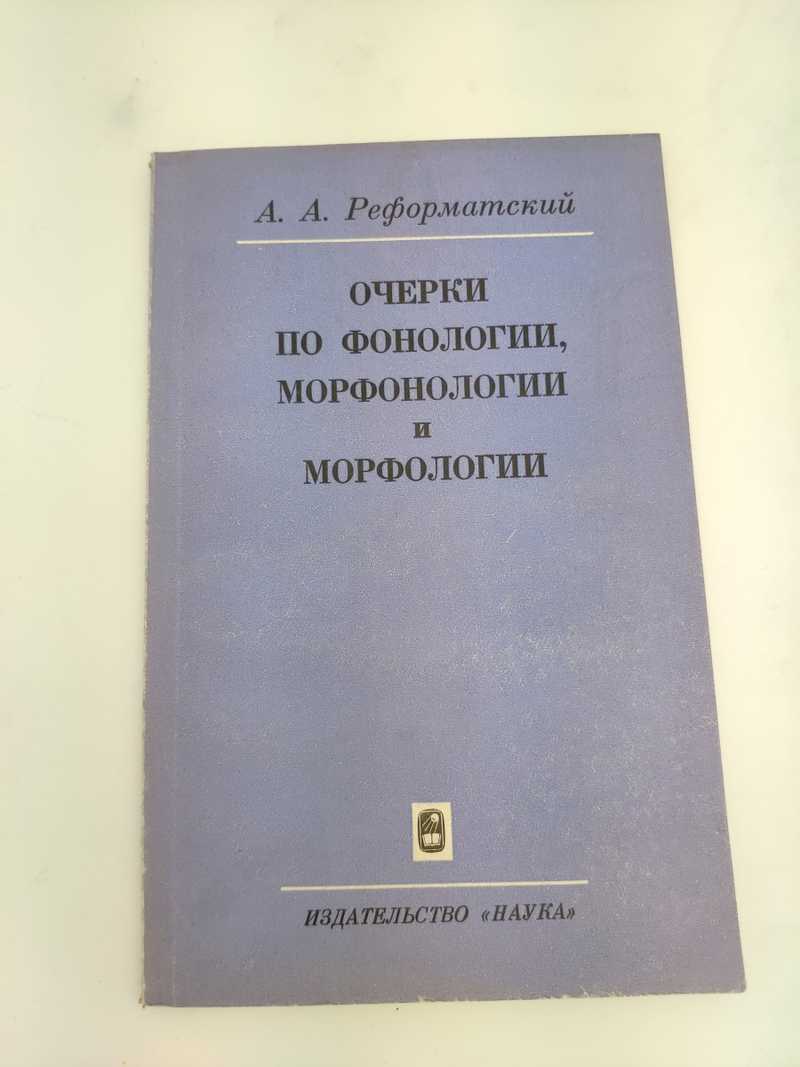 А. А. Реформатский
ОЧЕРКИ
ПО ФОНОЛОГИИ,
МОРФОНОЛОГИИ
и
МОРФОЛОГИИ
ИЗДАТЕЛЬСТВО «НАУКА»